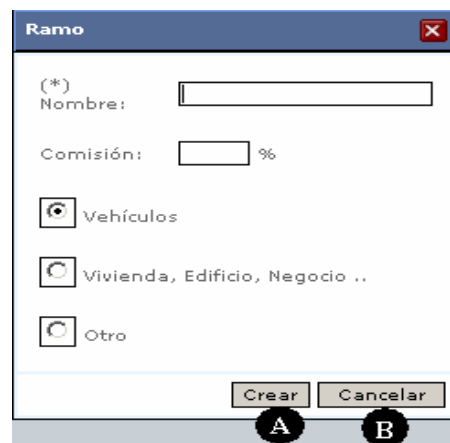 Ramo
(*)
Nombre:
Comisión: %
Vehículos
Vivienda, Edificio, Negocio ..
Otro
Crear Cancelar
A B